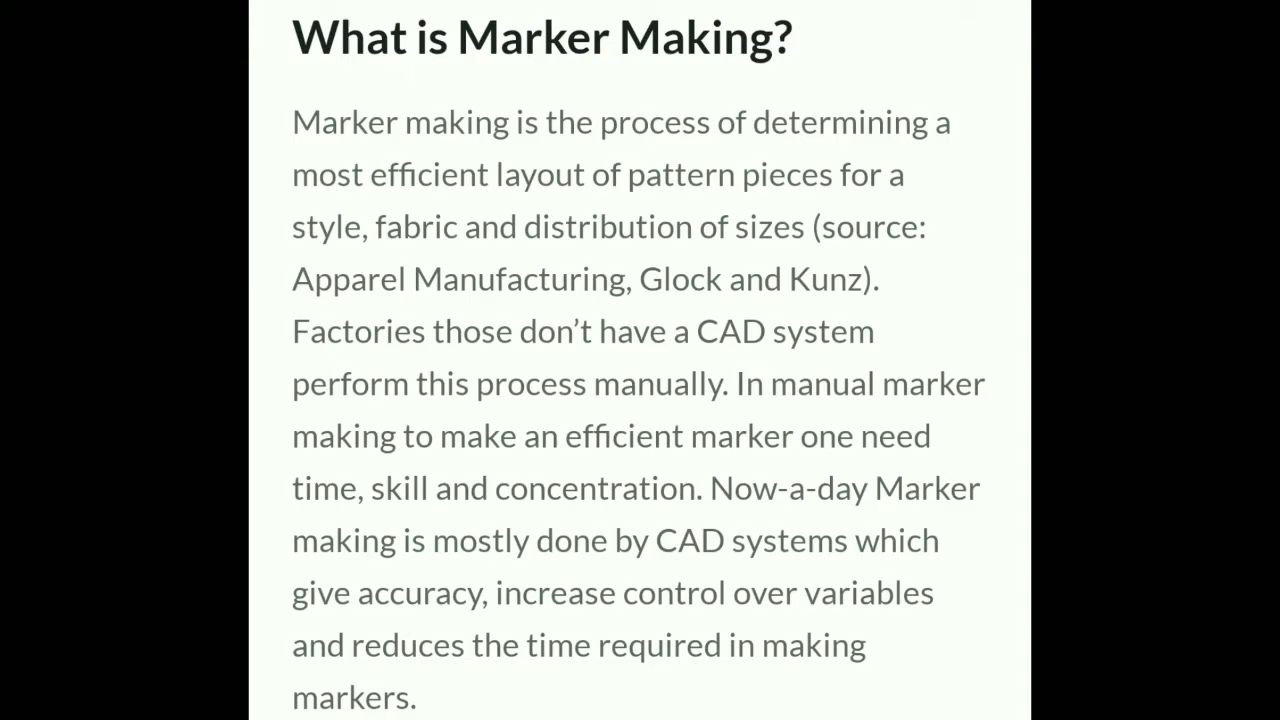 What is Marker Making?
Marker making is the process of determining a
most efficient layout of pattern pieces for a
style, fabric and distribution of sizes (source:
Apparel Manufacturing, Glock and Kunz).
Factories those don’t have a CAD system
perform this process manually. In manual marker
making to make an efficient marker one need
time, skill and concentration. Now-a-day Marker
making is mostly done by CAD systems which
give accuracy, increase control over variables
and reduces the time required in making
markers.